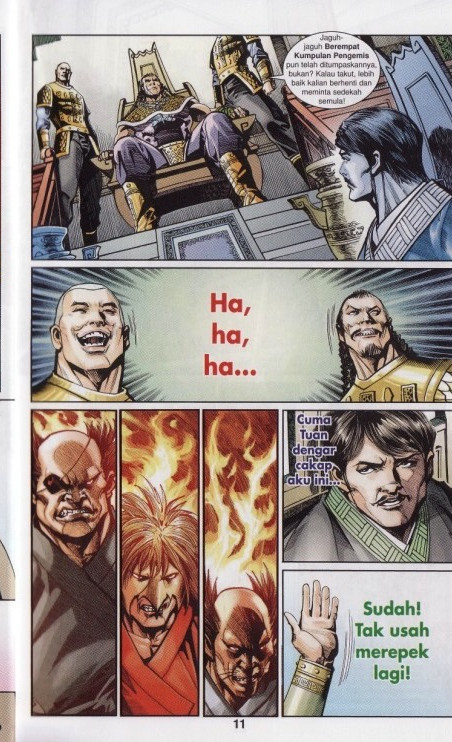 Jaguh-
jaguh Berempat
Kumpulan Pengemis
pun telah ditumpaskannya,
bukan? Kalau takut, lebih
baik kalian berhenti dan
meminta sedekah
semula!
Ha,
ha,
ha...
Cuma
Tuan
dengar
cakap
aku ini...
Sudah!
Tak usah
merepek
lagi!
11